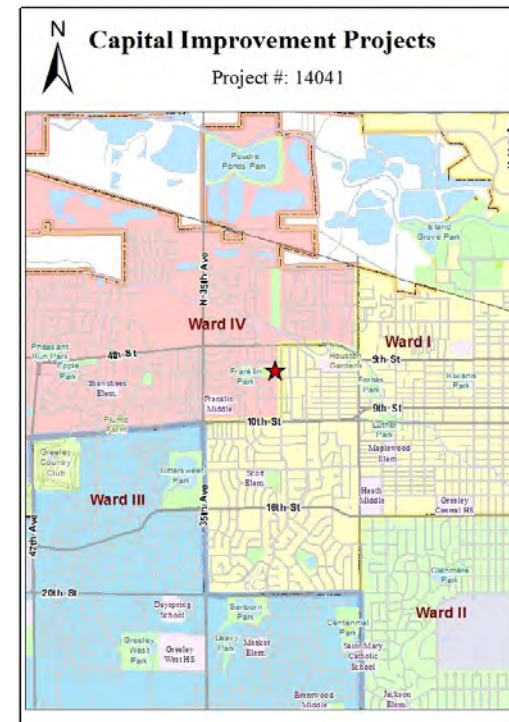 N
Capital Improvement Projects
Project #: 14041
Poudre
Ponds Park
Island
Grove Park
N 35th Ave
Ward IV
Ward I
Pheasant
Run Park
Epple
Park
4th St
Houston
Gardens
5th St
Shawsheen
Elem.
Franklin
Park
Forbes
Park
Kiwanis
Park
Franklin
Middle
9th St
10th St
Luther
Park
Maplewood
Elem.
Greeley
Country
Club
Bittersweet
Park
Scott
Elem.
Ward III
Heath
Middle
Greeley
Central HS
35th Ave
16th St
47th Ave
Glenmere
Park
20th St
Dayspring
School
Sanborn
Park
Centennial
Park
Ward II
Greeley
West
Park
Greeley
West HS
Leavy
Park
Meeker
Elem.
Saint Mary
Catholic
School
Brentwood
Middle
Jackson
Elem.